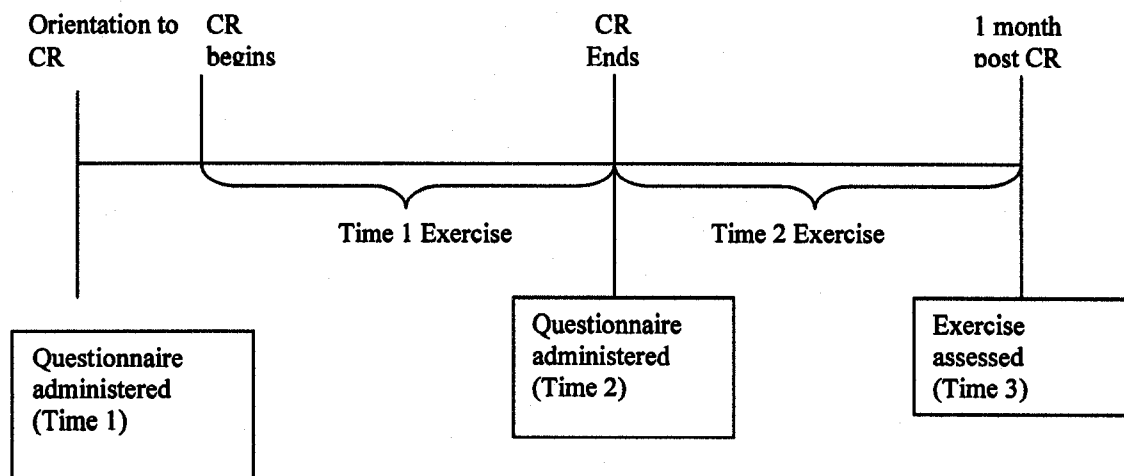 Orientation to
CR
CR
begins
CR
Ends
1 month
post CR
Time 1 Exercise
Time 2 Exercise
Questionnaire
administered
(Time 1)
Questionnaire
administered
(Time 2)
Exercise
assessed
(Time 3)